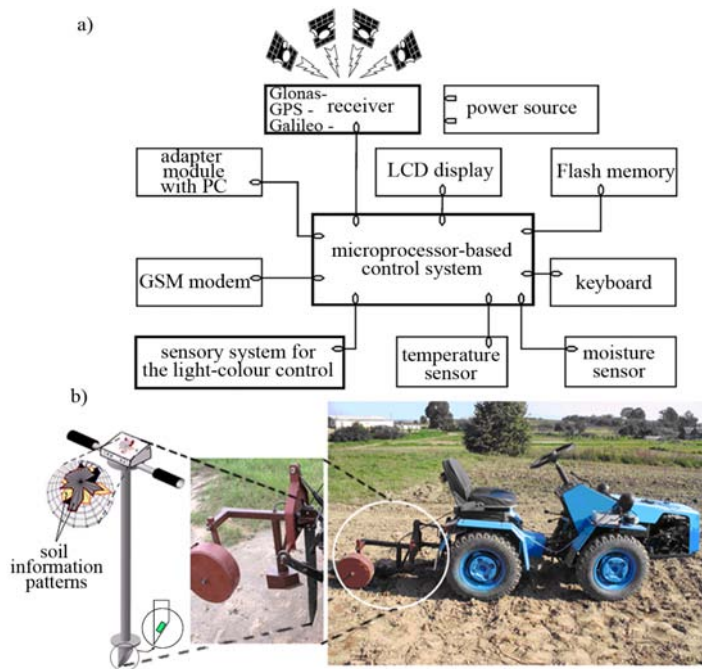 a)
Glonas-
GPS - receiver
Galileo -
power source
adapter
module
with PC
LCD display
Flash memory
microprocessor-based
control system
GSM modem
keyboard
sensory system for
the light-colour control
temperature
sensor
moisture
sensor
b)
soil
information
patterns